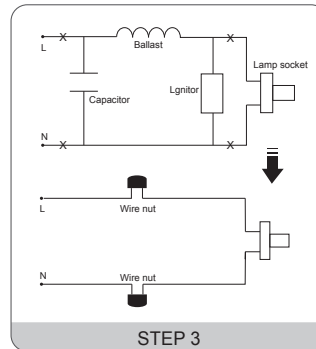 L X X
Ballast
Lamp socket
Capacitor
Lgnitor
N X X
L
Wire nut
N
Wire nut
STEP 3